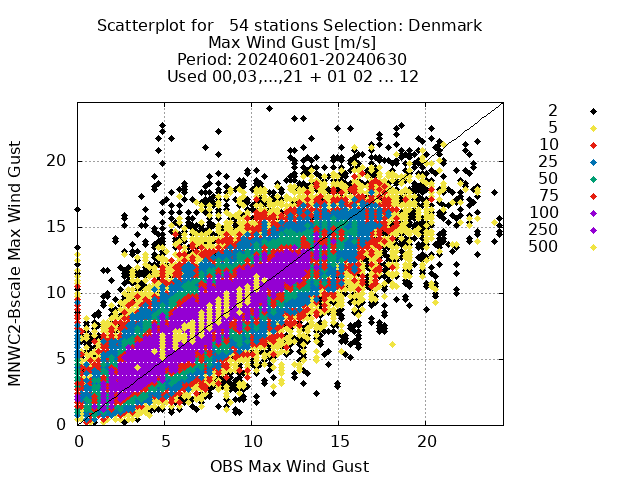 Scatterplot for   54 stations Selection: Denmark
Max Wind Gust [m/s]
Period: 20240601-20240630
Used 00,03,...,21 + 01 02 ... 12
MNWC2-Bscale Max Wind Gust
20
15
10
5
0
0 5 10 15 20
OBS Max Wind Gust
2
5
10
25
50
75
100
250
500